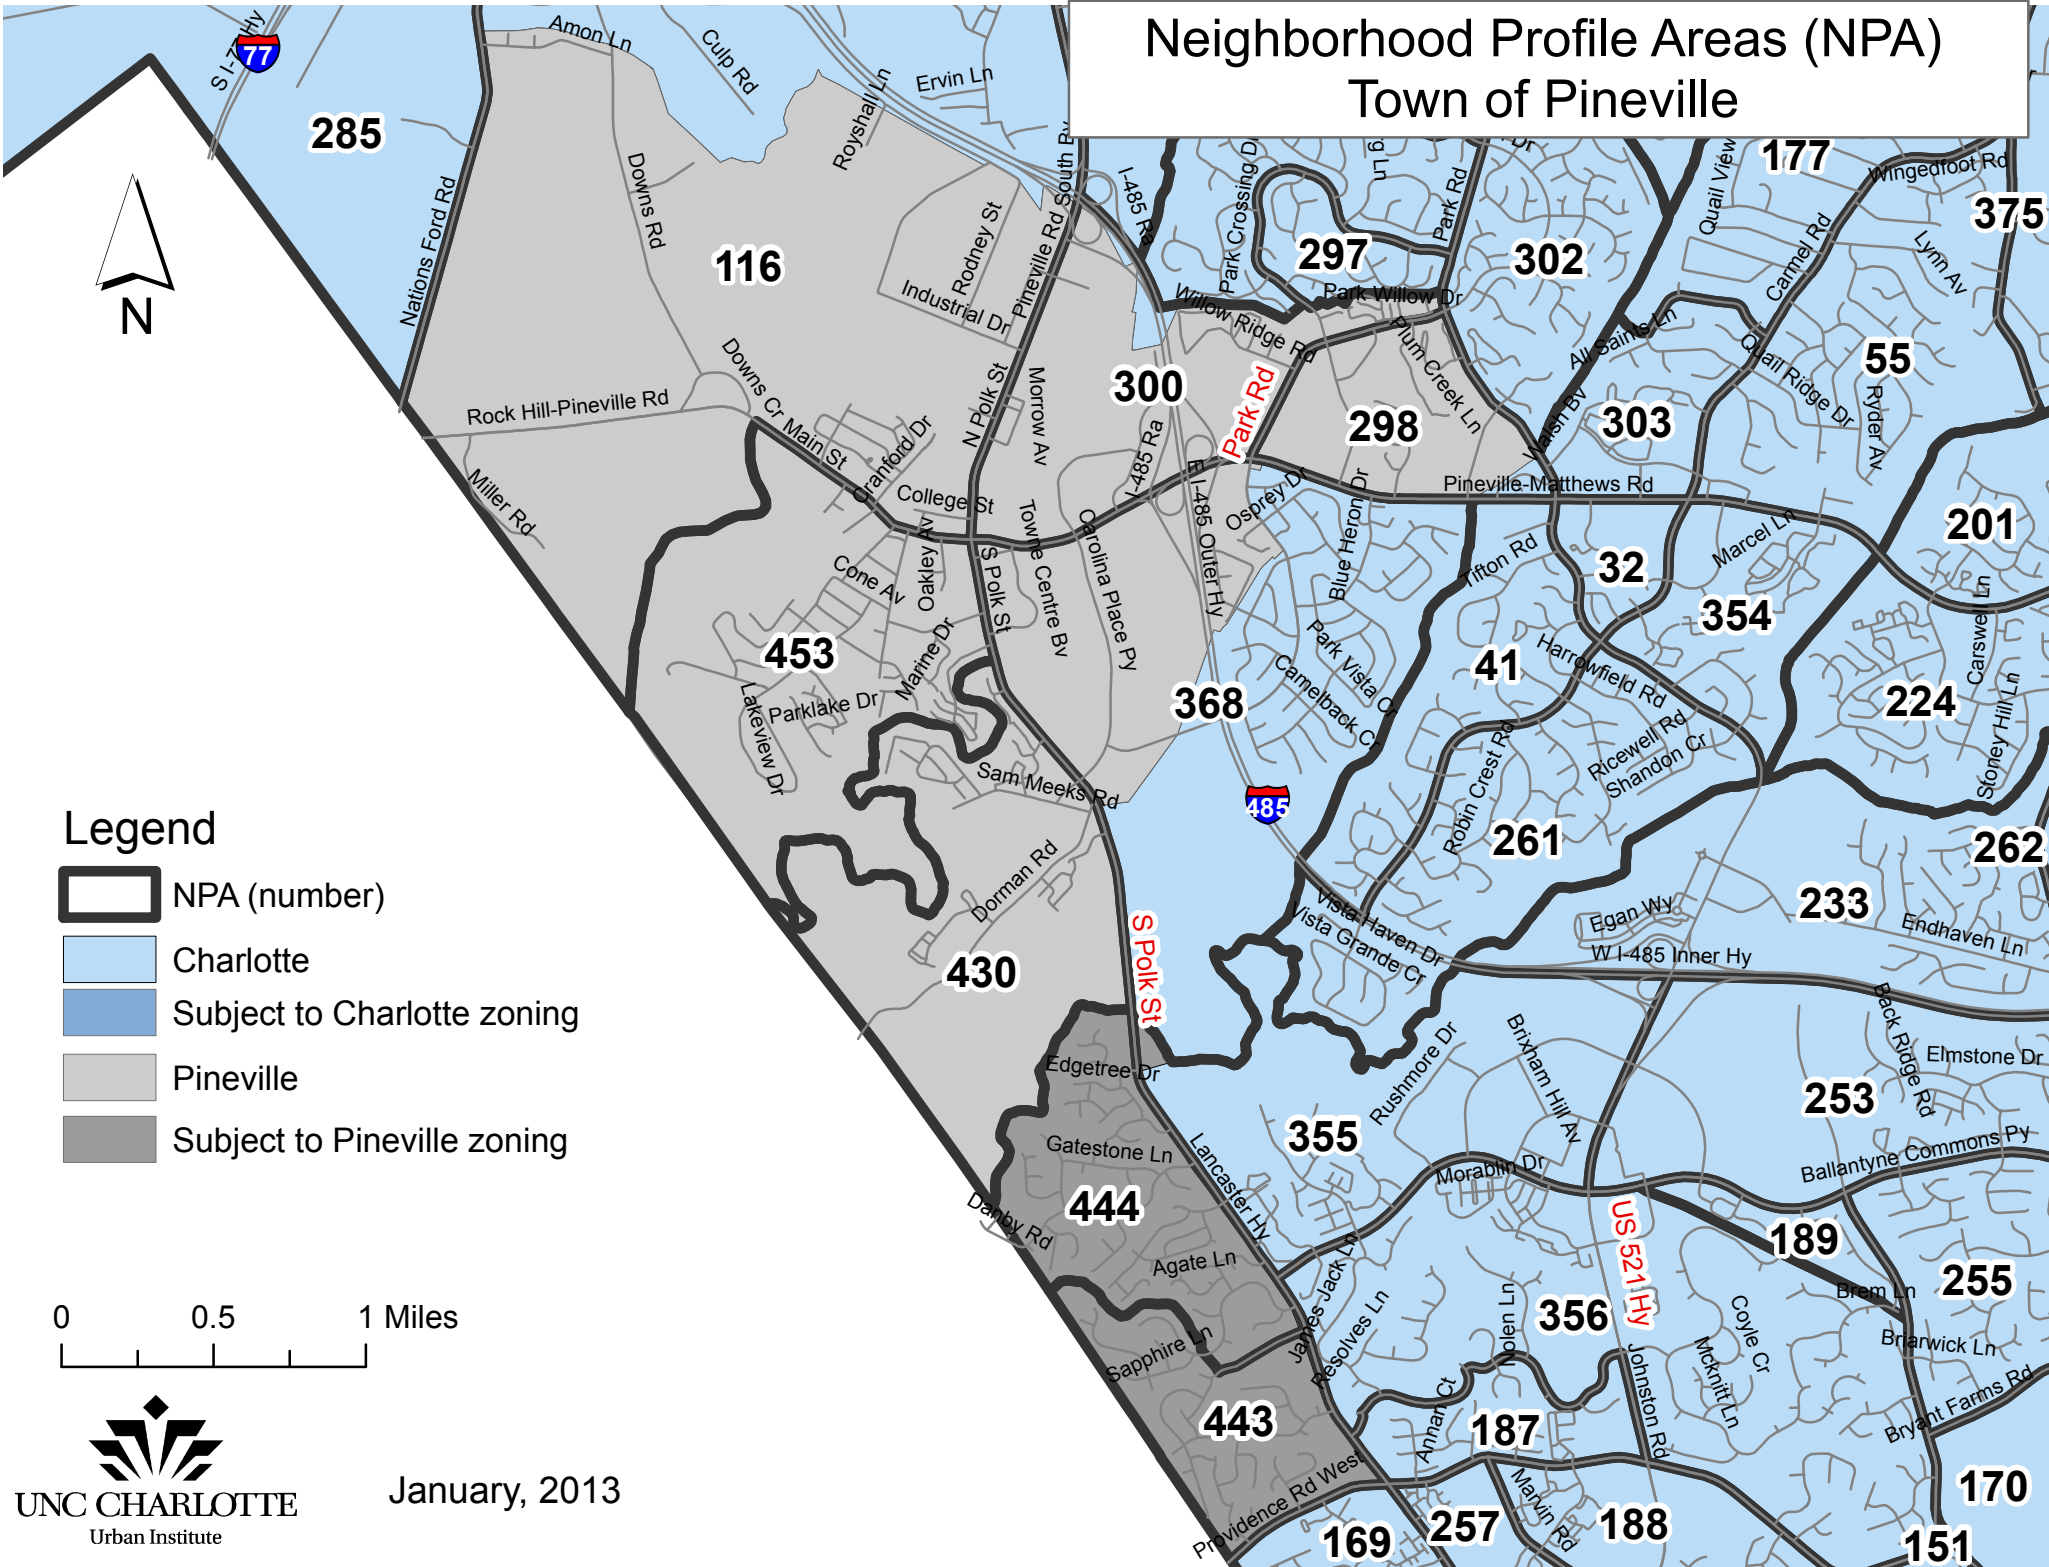 Neighborhood Profile Areas (NPA)
Town of Pineville
S I-77 Hy
77
285
Amon Ln
Culp Rd
Royshall Ln
Ervin Ln
Nations Ford Rd
Downs Rd
116
Rodney St
Industrial Dr
Pineville Rd
South Bv
I-485 Ra
Park Crossing Dr
g Ln
Park Rd
Dr
297
302
Quail View
177
Wingedfoot Rd
375
Carmel Rd
Lynn Av
N
Willow Ridge Rd
Park Willow Dr
Plum Creek Ln
All Saints Ln
Quail Ridge Dr
55
Ryder Av
Rock Hill-Pineville Rd
Downs Cr
Main St
Cranford Dr
N Polk St
Morrow Av
300
Park Rd
298
Walsh Bv
303
Miller Rd
College St
I-485 Ra
E I-485 Outer Hy
Osprey Dr
Blue Heron Dr
Pineville-Matthews Rd
Marcel Ln
201
Cone Av
Oakley Av
S Polk St
Towne Centre Bv
Carolina Place Py
Tifton Rd
32
354
Carswell Ln
453
Marine Dr
Lakeview Dr
Parklake Dr
368
Park Vista Cr
Camelback Cr
41
Harrowfield Rd
Ricewell Rd
Shandon Cr
224
Stoney Hill Ln
Sam Meeks Rd
485
Robin Crest Rd
261
262
Legend
NPA (number)
Charlotte
Subject to Charlotte zoning
Pineville
Subject to Pineville zoning
Dorman Rd
430
S Polk St
Vista Haven Dr
Vista Grande Cr
Egan Wy
W I-485 Inner Hy
233
Endhaven Ln
Edgetree Dr
Rushmore Dr
Brixham Hill Av
Back Ridge Rd
Elmstone Dr
253
Gatestone Ln
355
Lancaster Hy
Morablin Dr
Ballantyne Commons Py
Danby Rd
444
Agate Ln
US 521 Hy
189
Brem Ln
255
James Jack Ln
Resolves Ln
Nolen Ln
356
Coyle Cr
Mcknitt Ln
Briarwick Ln
Sapphire Ln
443
Annan Ct
187
Johnston Rd
Bryant Farms Rd
Providence Rd West
169
257
Marvin Rd
188
170
151
0 0.5 1 Miles
UNC CHARLOTTE
Urban Institute
January, 2013